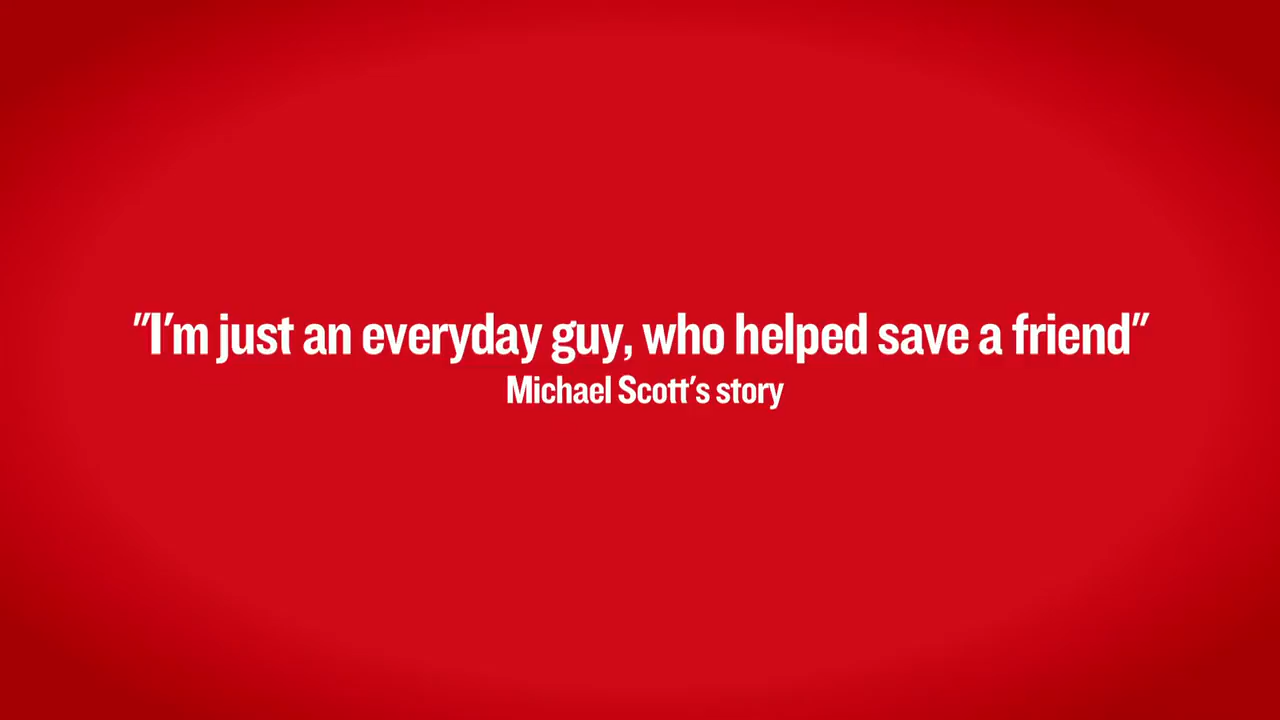 "I'm just an everyday guy, who helped save a friend"
Michael Scott's story